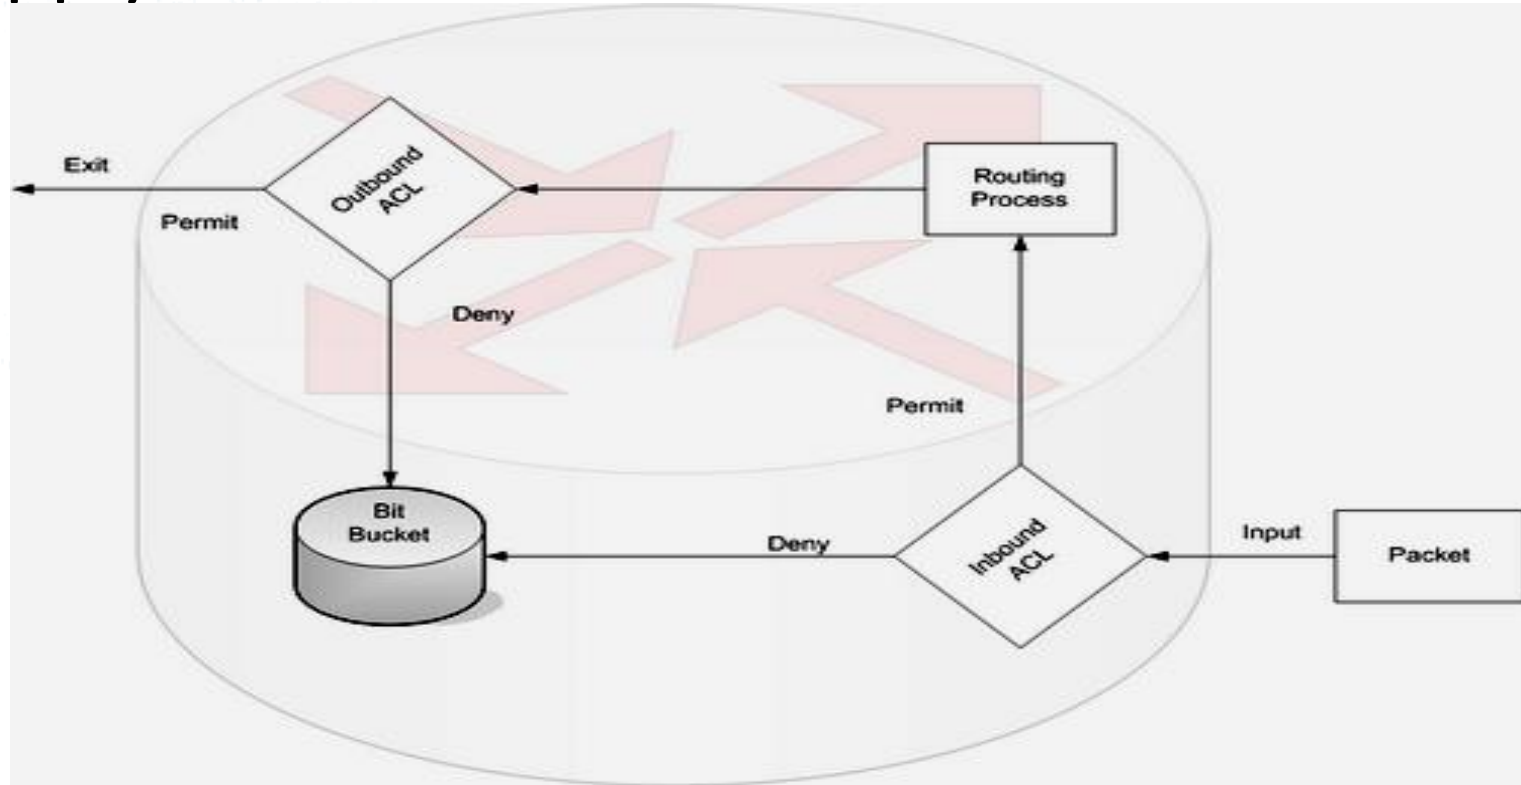 Exit
Permit
Outbound
ACL
Routing
Process
Deny
Permit
Bit
Bucket
Deny
Inbound
ACL
Input
Packet